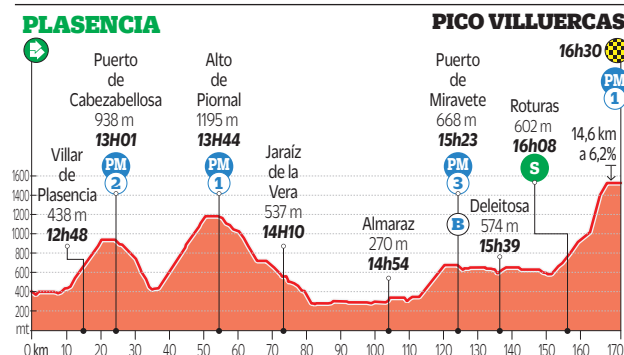 PLASENCIA
PICO VILLUERCAS
16h30
PM
1
Puerto
de
Cabezabellosa
938 m
13H01
PM
2
Alto
de
Piornal
1195 m
13H44
PM
1
Puerto
de
Miravete
668 m
15h23
PM
3
B
Roturas
602 m
16h08
S
14,6 km
a 6,2%
Villar
de
Plasencia
438 m
12h48
Jaraíz
de la
Vera
537 m
14H10
Almaraz
270 m
14h54
Deleitosa
574 m
15h39
1600
1400
1200
1000
800
600
400
200
mt
0 km 10 20 30 40 50 60 70 80 90 100 110 120 130 140 150 160 170